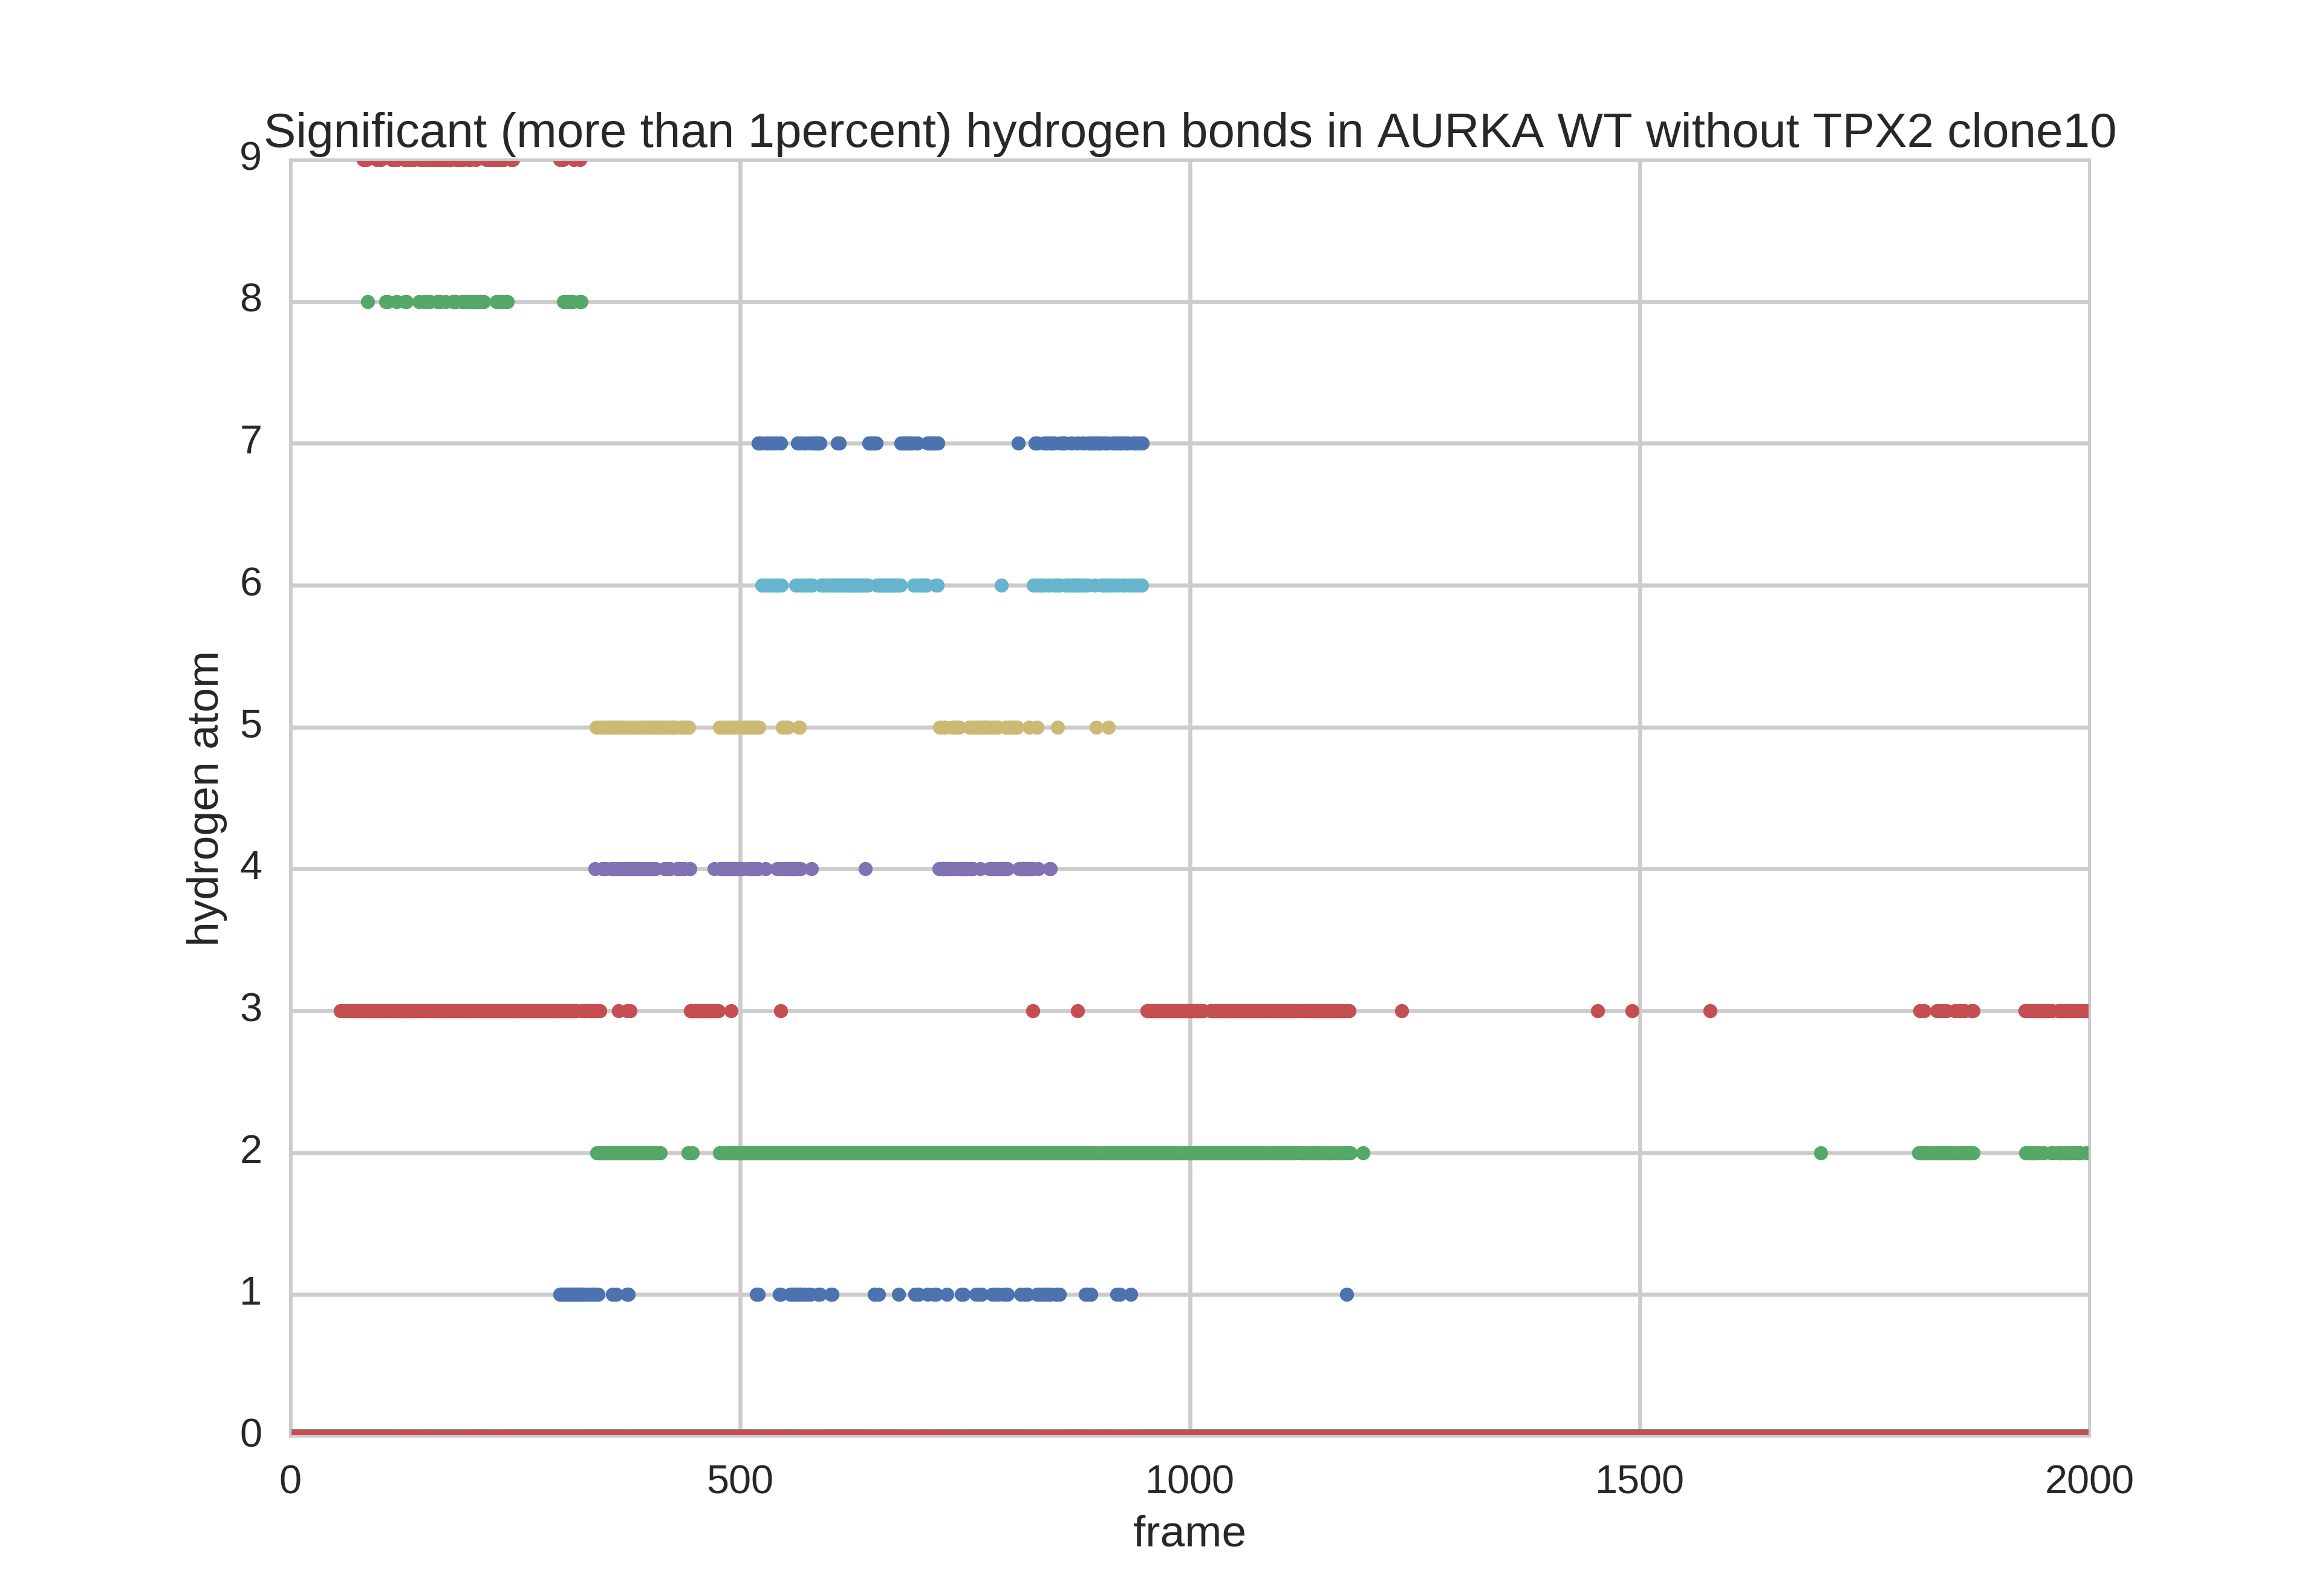 Significant (more than 1percent) hydrogen bonds in AURKA WT without TPX2 clone10
9
8
7
6
5
4
3
2
1
0
hydrogen atom
0 500 1000 1500 2000
frame